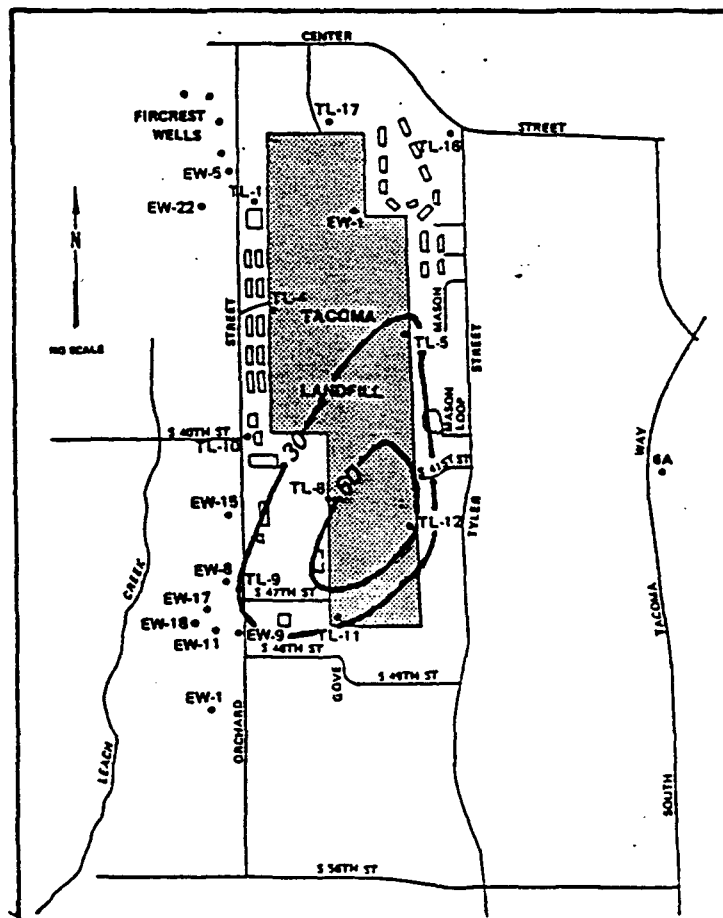 CENTER
STREET
FIRCREST
WELLS
TL-17
TL-16
EW-5
TL-1
EW-22
EW-1
N
NO SCALE
STREET
TL-4
TACOMA
LANDFILL
MASON
STREET
TL-5
MASON
LOOP
S 40TH ST
TL-10
30
60
S 41ST ST
WAY
6A
TL-8
EW-15
TL-12
TYLER
CREEK
EW-8
TL-9
S 47TH ST
EW-17
EW-18
EW-11
EW-9
TL-11
S 48TH ST
TACOMA
GOVE
S 49TH ST
EW-1
ORCHARD
LEACH
SOUTH
S 56TH ST